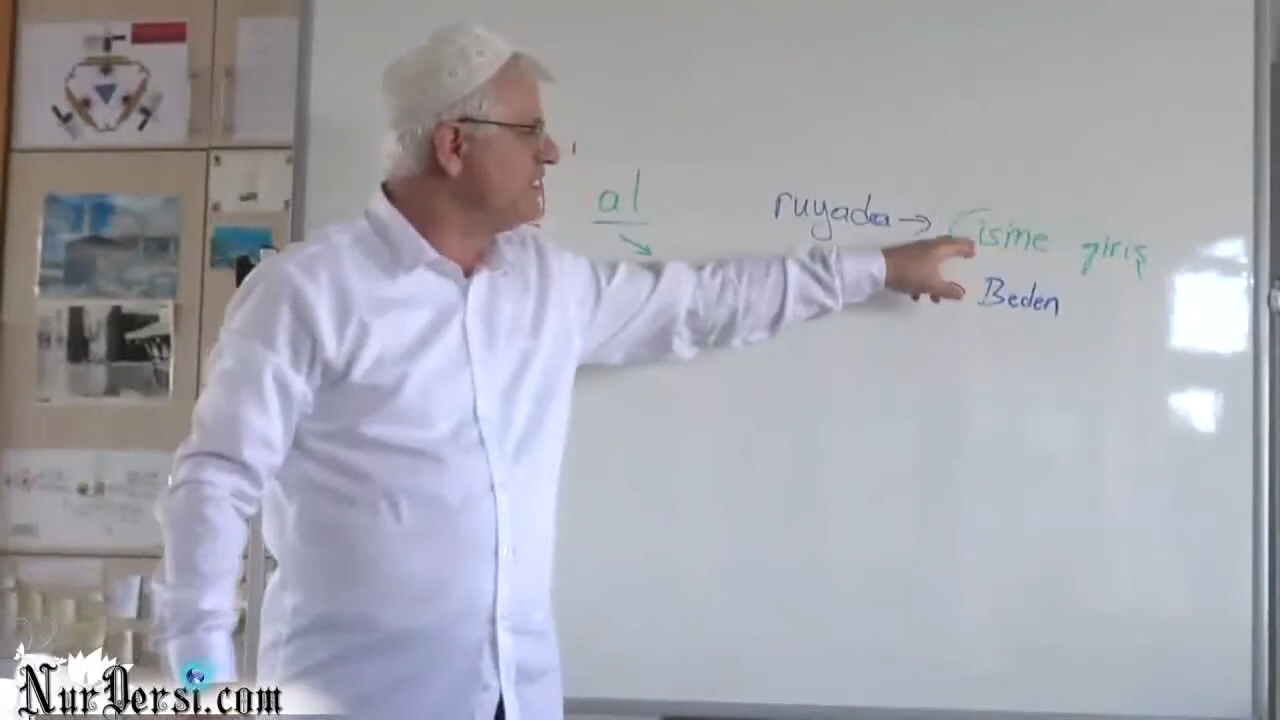 al
ruyada → Cisme giriş
Beden
NurDersi.com